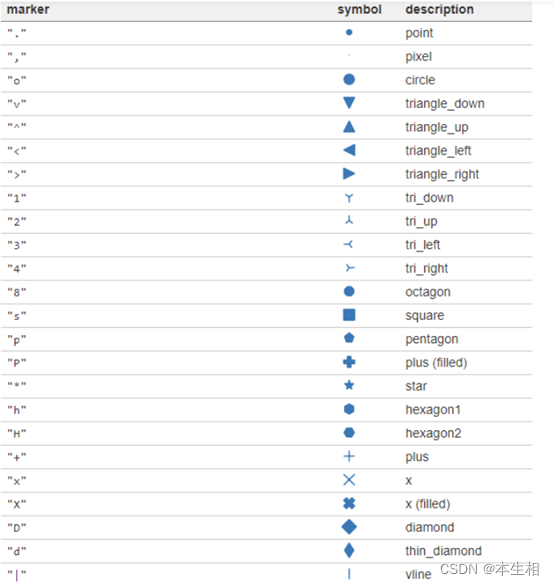 marker symbol description
"." point
"," pixel
"o" circle
"v" triangle_down
"^" triangle_up
"<" triangle_left
">" triangle_right
"1" tri_down
"2" tri_up
"3" tri_left
"4" tri_right
"8" octagon
"s" square
"p" pentagon
"P" plus (filled)
"*" star
"h" hexagon1
"H" hexagon2
"+" plus
"x" x
"X" x (filled)
"D" diamond
"d" thin_diamond
"|" vline
CSDN @本生相